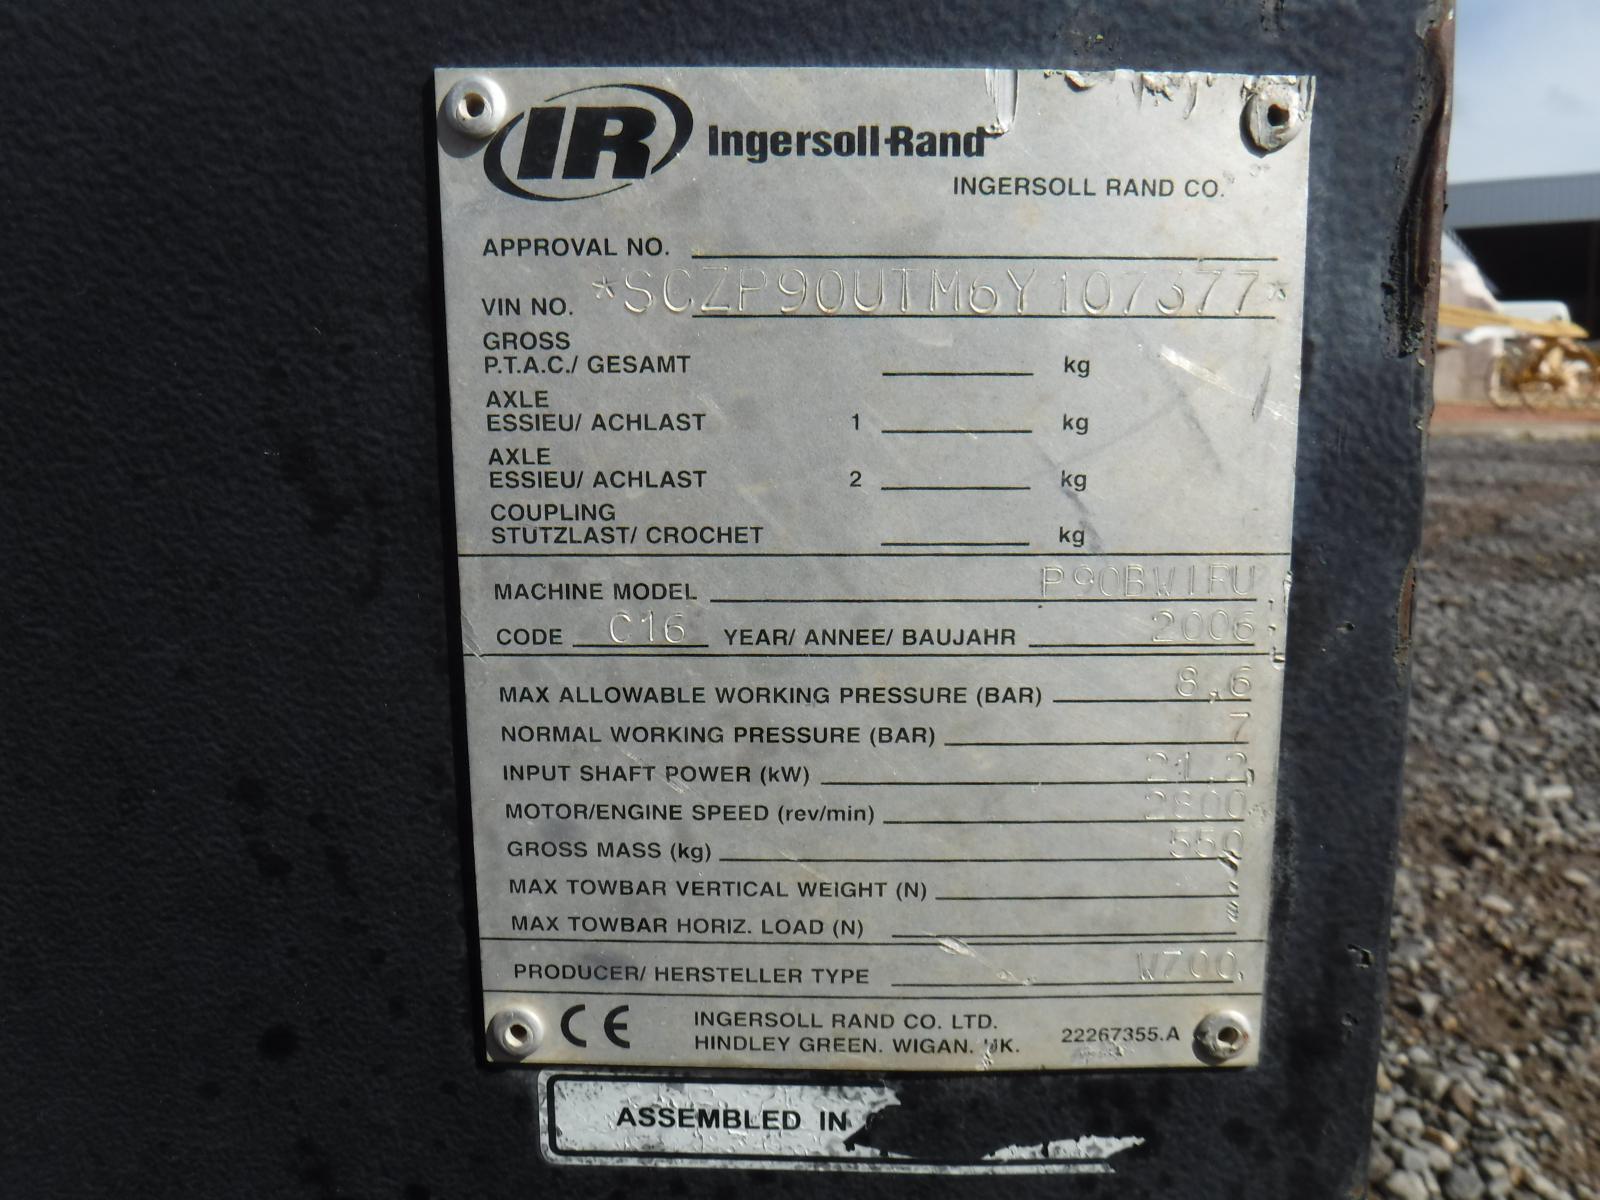 IR Ingersoll-Rand
INGERSOLL RAND CO.
APPROVAL NO.
VIN NO. *SCZP90UTM6Y107377*
GROSS
P.T.A.C./ GESAMT kg
AXLE
ESSIEU/ ACHLAST 1 kg
AXLE
ESSIEU/ ACHLAST 2 kg
COUPLING
STUTZLAST/ CROCHET kg
MACHINE MODEL P90BWIRU
CODE C16 YEAR/ ANNEE/ BAUJAHR 2006
MAX ALLOWABLE WORKING PRESSURE (BAR) 8.6
NORMAL WORKING PRESSURE (BAR) 7
INPUT SHAFT POWER (kW) 21.2
MOTOR/ENGINE SPEED (rev/min) 2800
GROSS MASS (kg) 550
MAX TOWBAR VERTICAL WEIGHT (N)
MAX TOWBAR HORIZ. LOAD (N)
PRODUCER/ HERSTELLER TYPE W700
CE INGERSOLL RAND CO. LTD.
HINDLEY GREEN. WIGAN. UK. 22267355.A
ASSEMBLED IN